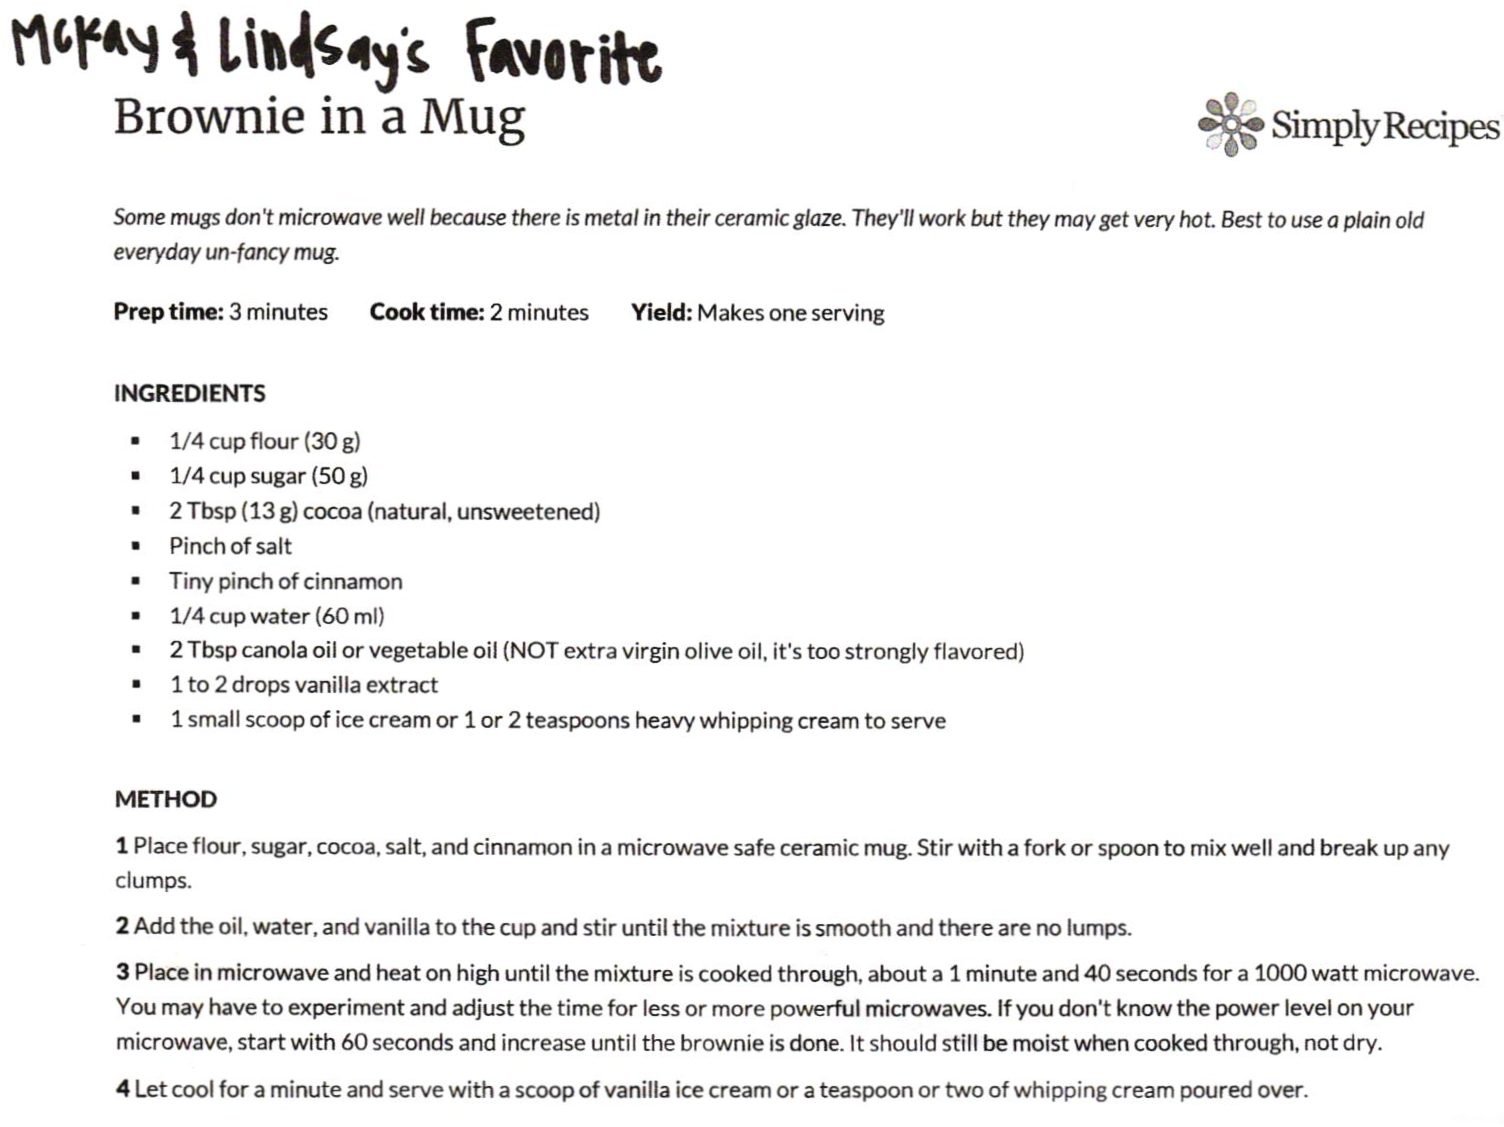 McKay & Lindsay's Favorite
Brownie in a Mug
Simply Recipes
Some mugs don't microwave well because there is metal in their ceramic glaze. They'll work but they may get very hot. Best to use a plain old
everyday un-fancy mug.
Prep time: 3 minutes Cook time: 2 minutes Yield: Makes one serving
INGREDIENTS
▪ 1/4 cup flour (30 g)
▪ 1/4 cup sugar (50 g)
▪ 2 Tbsp (13 g) cocoa (natural, unsweetened)
▪ Pinch of salt
▪ Tiny pinch of cinnamon
▪ 1/4 cup water (60 ml)
▪ 2 Tbsp canola oil or vegetable oil (NOT extra virgin olive oil, it's too strongly flavored)
▪ 1 to 2 drops vanilla extract
▪ 1 small scoop of ice cream or 1 or 2 teaspoons heavy whipping cream to serve
METHOD
1 Place flour, sugar, cocoa, salt, and cinnamon in a microwave safe ceramic mug. Stir with a fork or spoon to mix well and break up any
clumps.
2 Add the oil, water, and vanilla to the cup and stir until the mixture is smooth and there are no lumps.
3 Place in microwave and heat on high until the mixture is cooked through, about a 1 minute and 40 seconds for a 1000 watt microwave.
You may have to experiment and adjust the time for less or more powerful microwaves. If you don't know the power level on your
microwave, start with 60 seconds and increase until the brownie is done. It should still be moist when cooked through, not dry.
4 Let cool for a minute and serve with a scoop of vanilla ice cream or a teaspoon or two of whipping cream poured over.